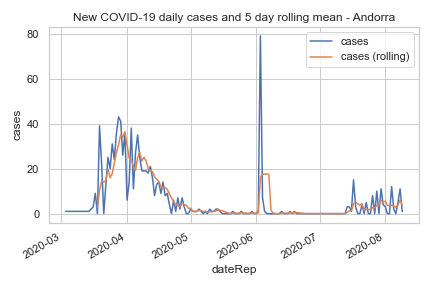 New COVID-19 daily cases and 5 day rolling mean - Andorra
cases
cases (rolling)
80
60
40
20
0
cases
2020-03
2020-04
2020-05
2020-06
2020-07
2020-08
dateRep